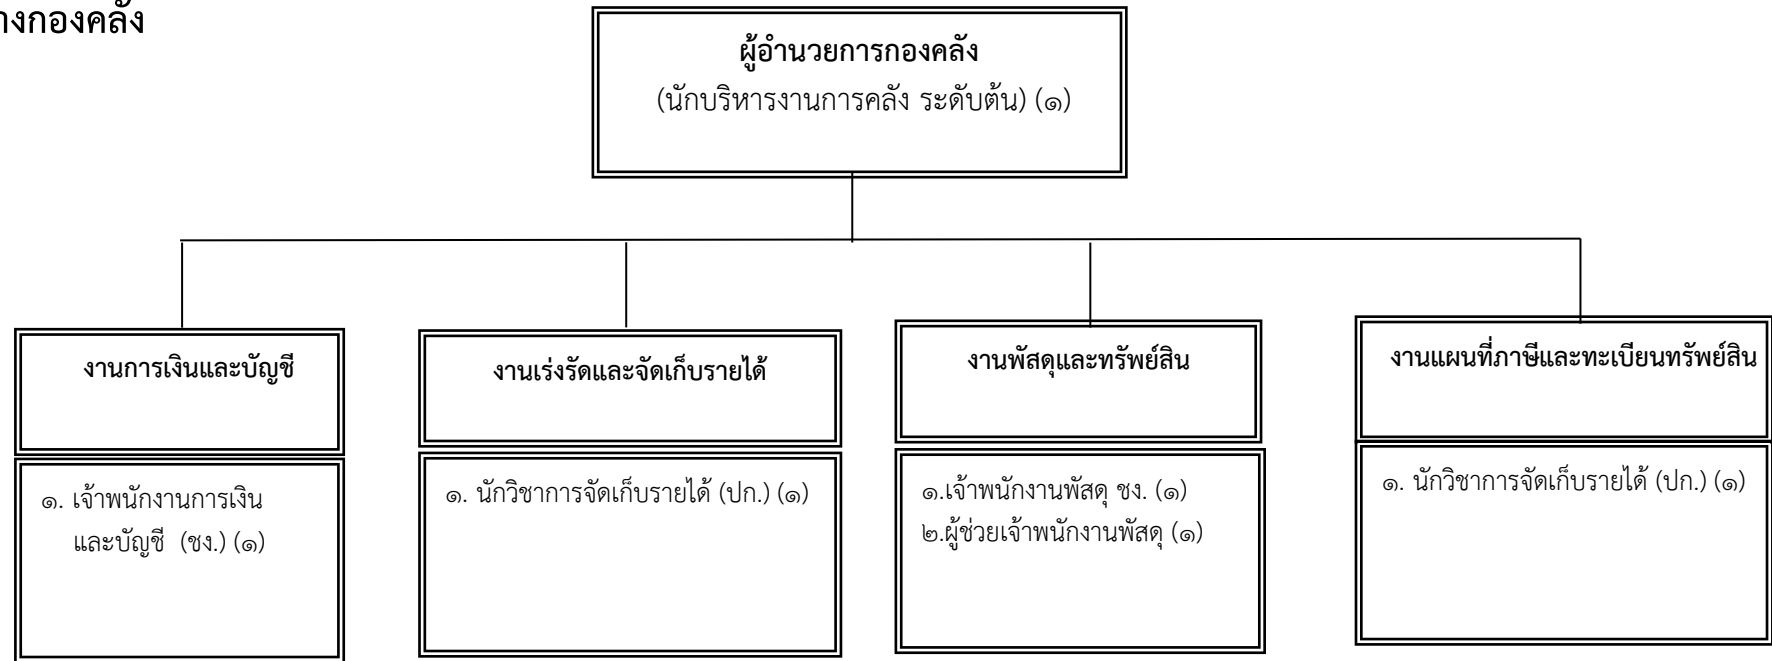 างกองคลัง
ผู้อำนวยการกองคลัง
(นักบริหารงานการคลัง ระดับต้น) (๑)
งานการเงินและบัญชี
งานเร่งรัดและจัดเก็บรายได้
งานพัสดุและทรัพย์สิน
งานแผนที่ภาษีและทะเบียนทรัพย์สิน
๑. เจ้าพนักงานการเงิน
และบัญชี (ชง.) (๑)
๑. นักวิชาการจัดเก็บรายได้ (ปก.) (๑)
๑.เจ้าพนักงานพัสดุ ชง. (๑)
๒.ผู้ช่วยเจ้าพนักงานพัสดุ (๑)
๑. นักวิชาการจัดเก็บรายได้ (ปก.) (๑)